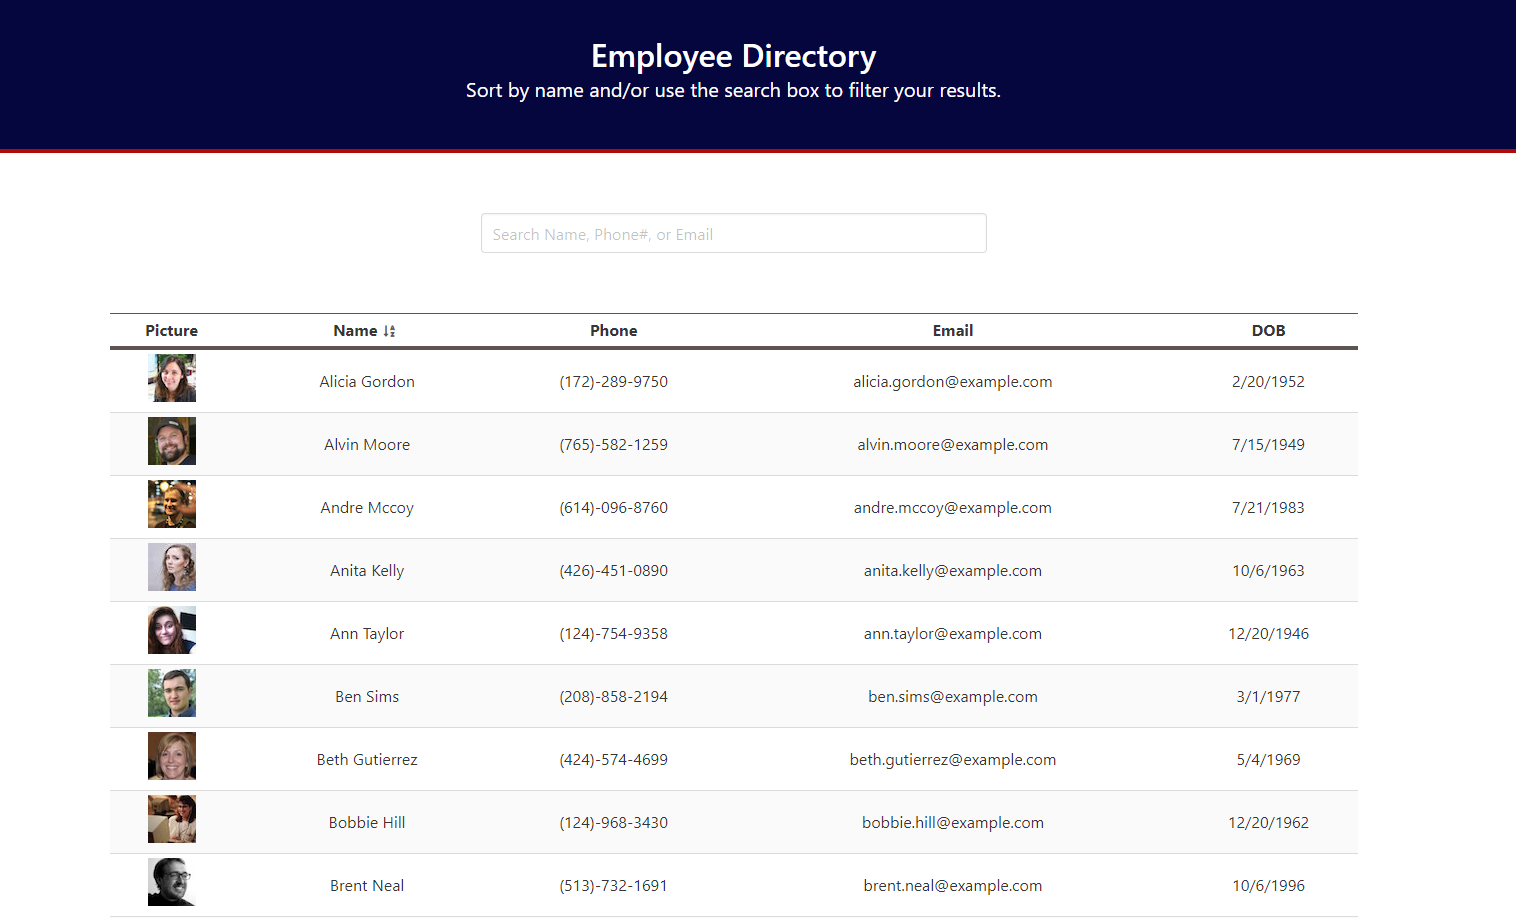 Employee Directory
Sort by name and/or use the search box to filter your results.
Search Name, Phone#, or Email
Picture Name Phone Email DOB
Alicia Gordon (172)-289-9750 alicia.gordon@example.com 2/20/1952
Alvin Moore (765)-582-1259 alvin.moore@example.com 7/15/1949
Andre Mccoy (614)-096-8760 andre.mccoy@example.com 7/21/1983
Anita Kelly (426)-451-0890 anita.kelly@example.com 10/6/1963
Ann Taylor (124)-754-9358 ann.taylor@example.com 12/20/1946
Ben Sims (208)-858-2194 ben.sims@example.com 3/1/1977
Beth Gutierrez (424)-574-4699 beth.gutierrez@example.com 5/4/1969
Bobbie Hill (124)-968-3430 bobbie.hill@example.com 12/20/1962
Brent Neal (513)-732-1691 brent.neal@example.com 10/6/1996